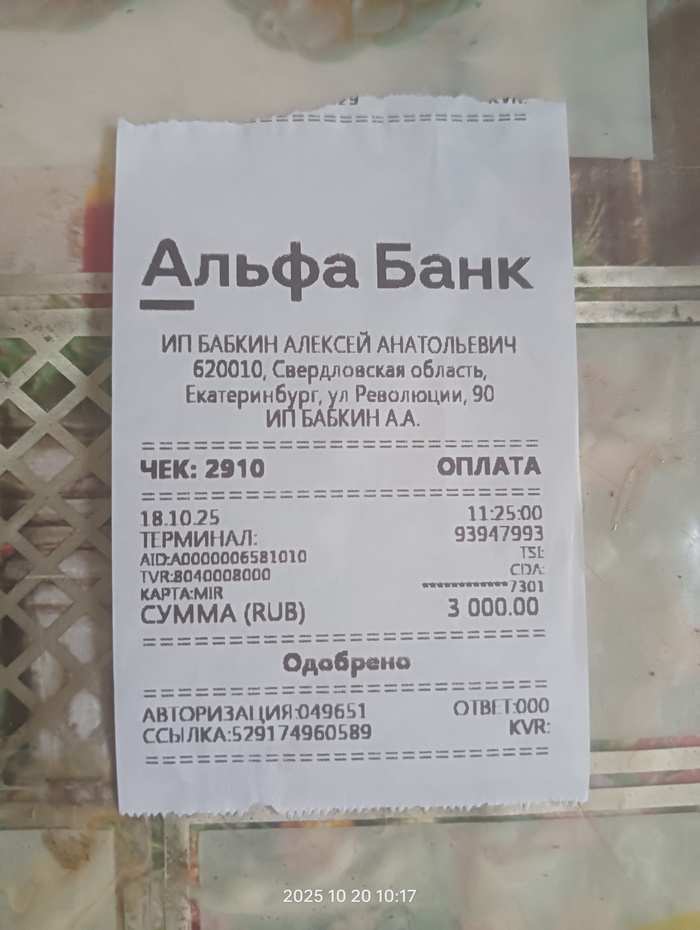 29 KVR:
==============================
Альфа Банк
ИП БАБКИН АЛЕКСЕЙ АНАТОЛЬЕВИЧ
620010, Свердловская область,
Екатеринбург, ул Революции, 90
ИП БАБКИН А.А.
==============================
ЧЕК: 2910 ОПЛАТА
==============================
18.10.25 11:25:00
ТЕРМИНАЛ: 93947993
AID:A0000006581010 TSI:
TVR:8040008000 CDA:
КАРТА:MIR ************7301
СУММА (RUB) 3 000.00
==============================
Одобрено
==============================
АВТОРИЗАЦИЯ:049651 ОТВЕТ:000
ССЫЛКА:529174960589 KVR:
==============================
2025 10 20 10:17